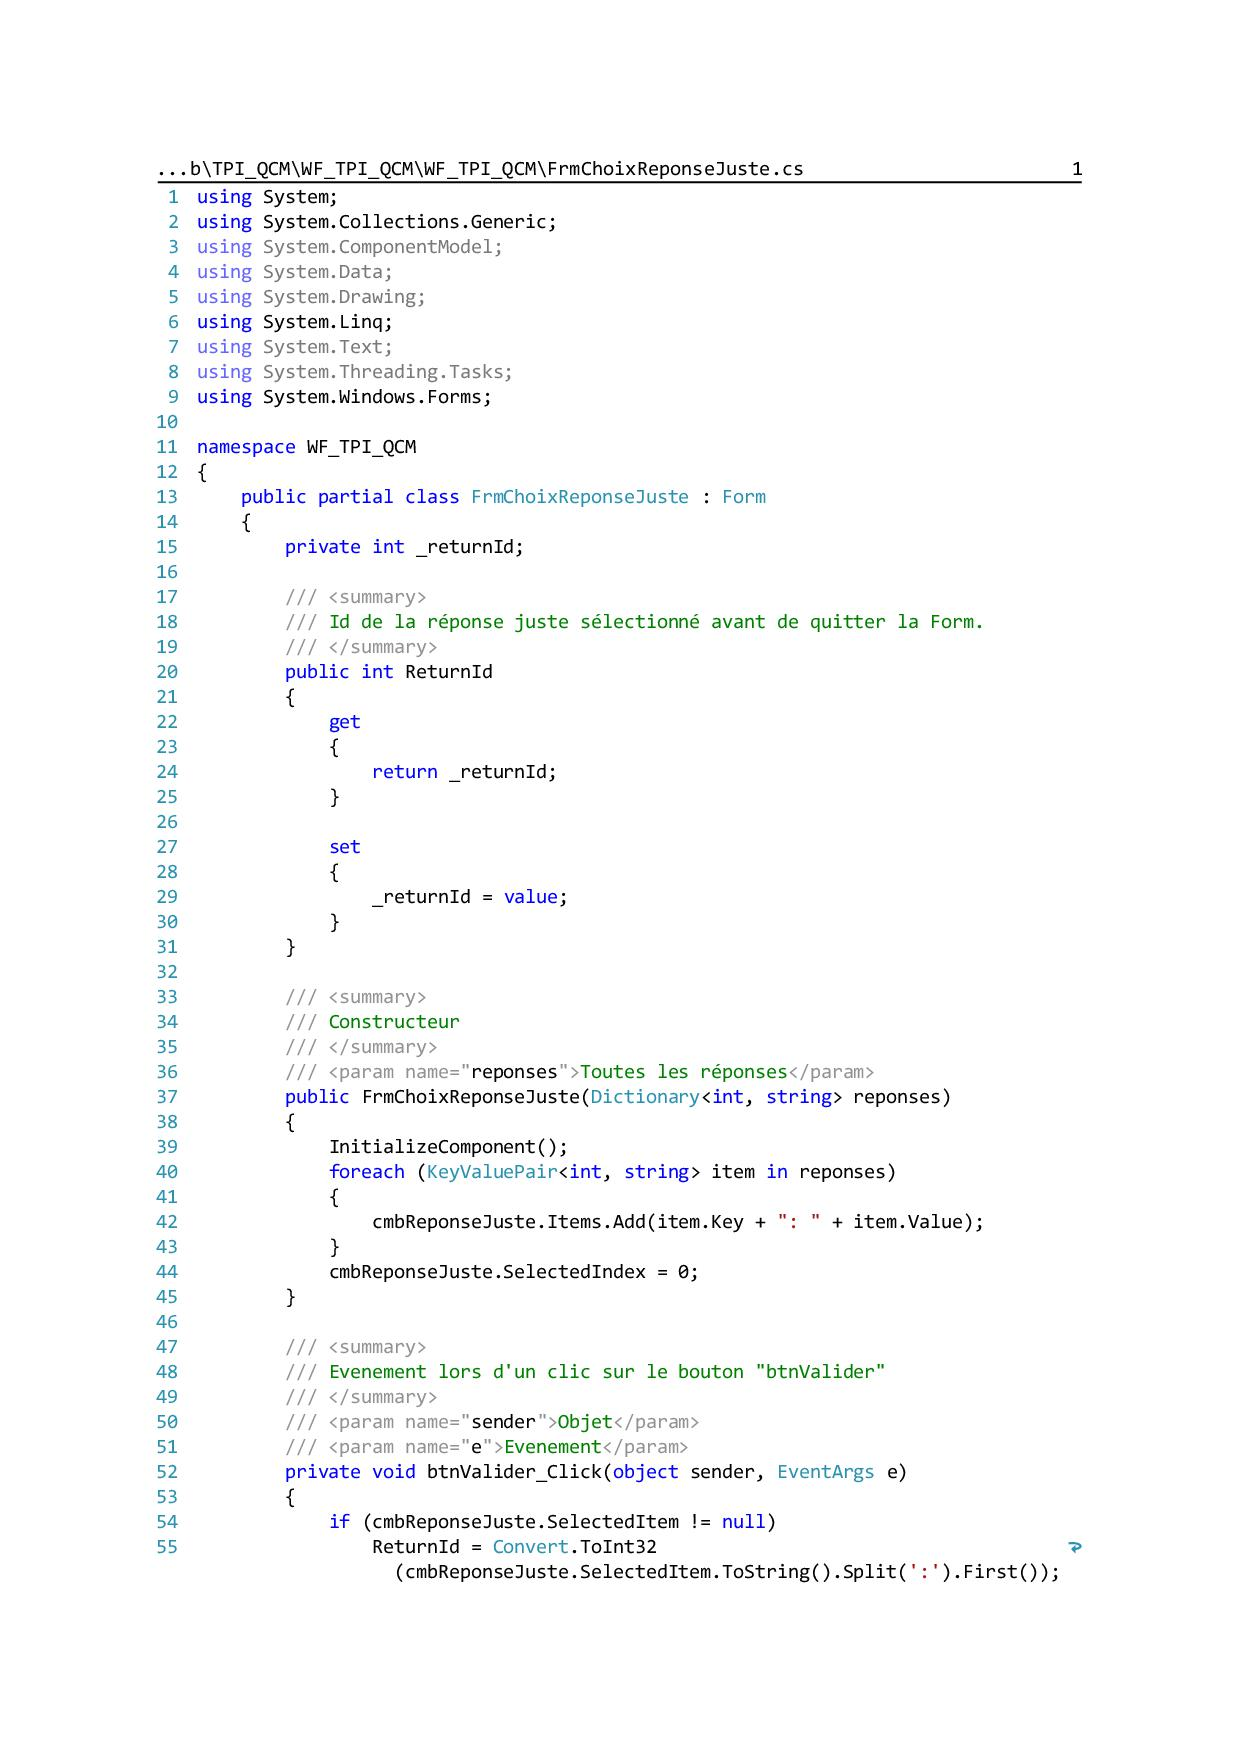 ...b\TPI_QCM\WF_TPI_QCM\WF_TPI_QCM\FrmChoixReponseJuste.cs 1
1 using System;
2 using System.Collections.Generic;
3 using System.ComponentModel;
4 using System.Data;
5 using System.Drawing;
6 using System.Linq;
7 using System.Text;
8 using System.Threading.Tasks;
9 using System.Windows.Forms;
10
11 namespace WF_TPI_QCM
12 {
13     public partial class FrmChoixReponseJuste : Form
14     {
15         private int _returnId;
16
17         /// <summary>
18         /// Id de la réponse juste sélectionné avant de quitter la Form.
19         /// </summary>
20         public int ReturnId
21         {
22             get
23             {
24                 return _returnId;
25             }
26
27             set
28             {
29                 _returnId = value;
30             }
31         }
32
33         /// <summary>
34         /// Constructeur
35         /// </summary>
36         /// <param name="reponses">Toutes les réponses</param>
37         public FrmChoixReponseJuste(Dictionary<int, string> reponses)
38         {
39             InitializeComponent();
40             foreach (KeyValuePair<int, string> item in reponses)
41             {
42                 cmbReponseJuste.Items.Add(item.Key + ": " + item.Value);
43             }
44             cmbReponseJuste.SelectedIndex = 0;
45         }
46
47         /// <summary>
48         /// Evenement lors d'un clic sur le bouton "btnValider"
49         /// </summary>
50         /// <param name="sender">Objet</param>
51         /// <param name="e">Evenement</param>
52         private void btnValider_Click(object sender, EventArgs e)
53         {
54             if (cmbReponseJuste.SelectedItem != null)
55                 ReturnId = Convert.ToInt32
                  (cmbReponseJuste.SelectedItem.ToString().Split(':').First());